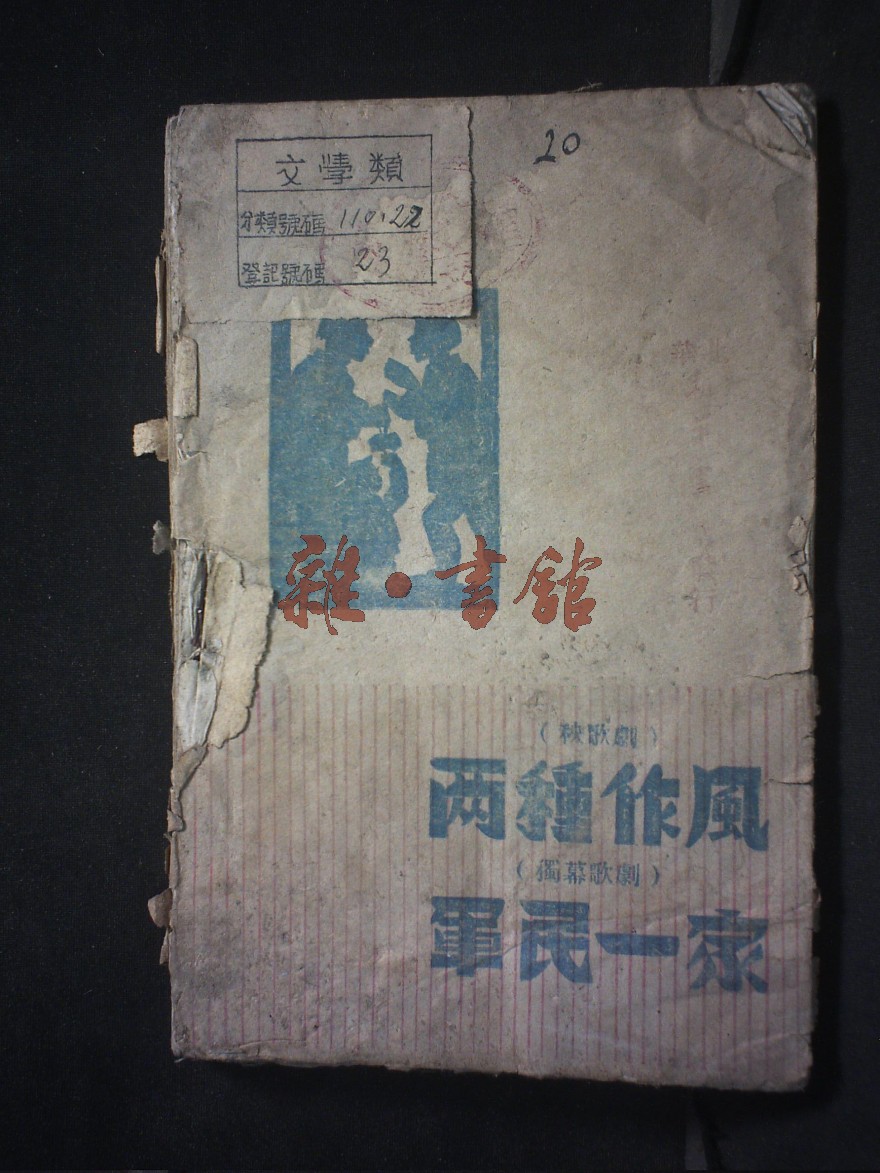 文學類
分類號碼 110.22
登記號碼 23
20
雜·書館
(秧歌劇)
两種作風
(獨幕歌劇)
軍民一家